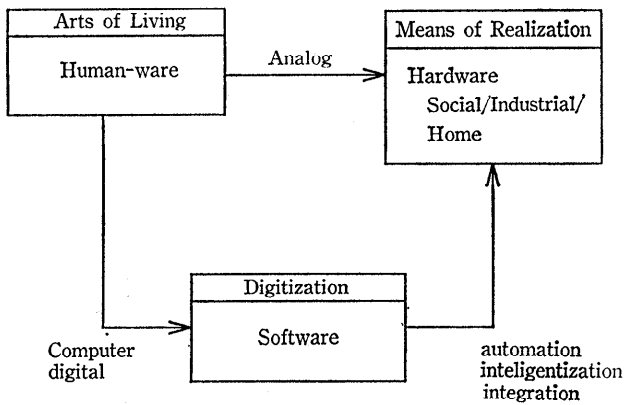 Arts of Living
Human-ware
Analog
Means of Realization
Hardware
Social/Industrial/
Home
Digitization
Software
Computer
digital
automation
inteligentization
integration